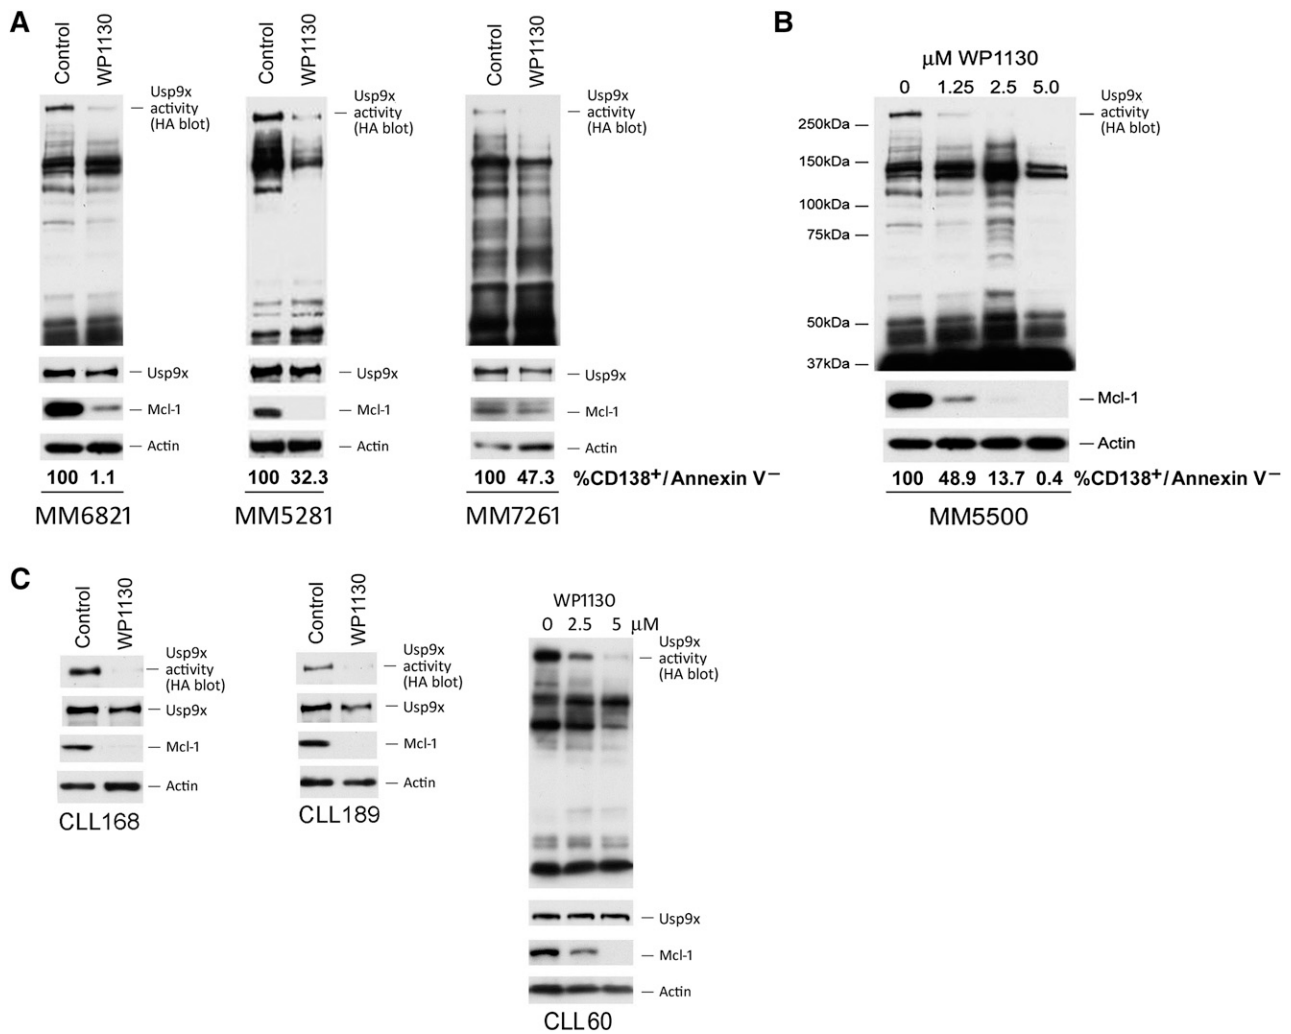 A
Control
WP1130
Usp9x
activity
(HA blot)
Usp9x
Mcl-1
Actin
100 1.1
MM6821
Control
WP1130
Usp9x
activity
(HA blot)
Usp9x
Mcl-1
Actin
100 32.3
MM5281
Control
WP1130
Usp9x
activity
(HA blot)
Usp9x
Mcl-1
Actin
100 47.3 %CD138+/Annexin V−
MM7261
B
µM WP1130
0 1.25 2.5 5.0
Usp9x
activity
(HA blot)
250kDa
150kDa
100kDa
75kDa
50kDa
37kDa
Mcl-1
Actin
100 48.9 13.7 0.4 %CD138+/Annexin V−
MM5500
C
Control
WP1130
Usp9x
activity
(HA blot)
Usp9x
Mcl-1
Actin
CLL168
Control
WP1130
Usp9x
activity
(HA blot)
Usp9x
Mcl-1
Actin
CLL189
WP1130
0 2.5 5 µM
Usp9x
activity
(HA blot)
Usp9x
Mcl-1
Actin
CLL60